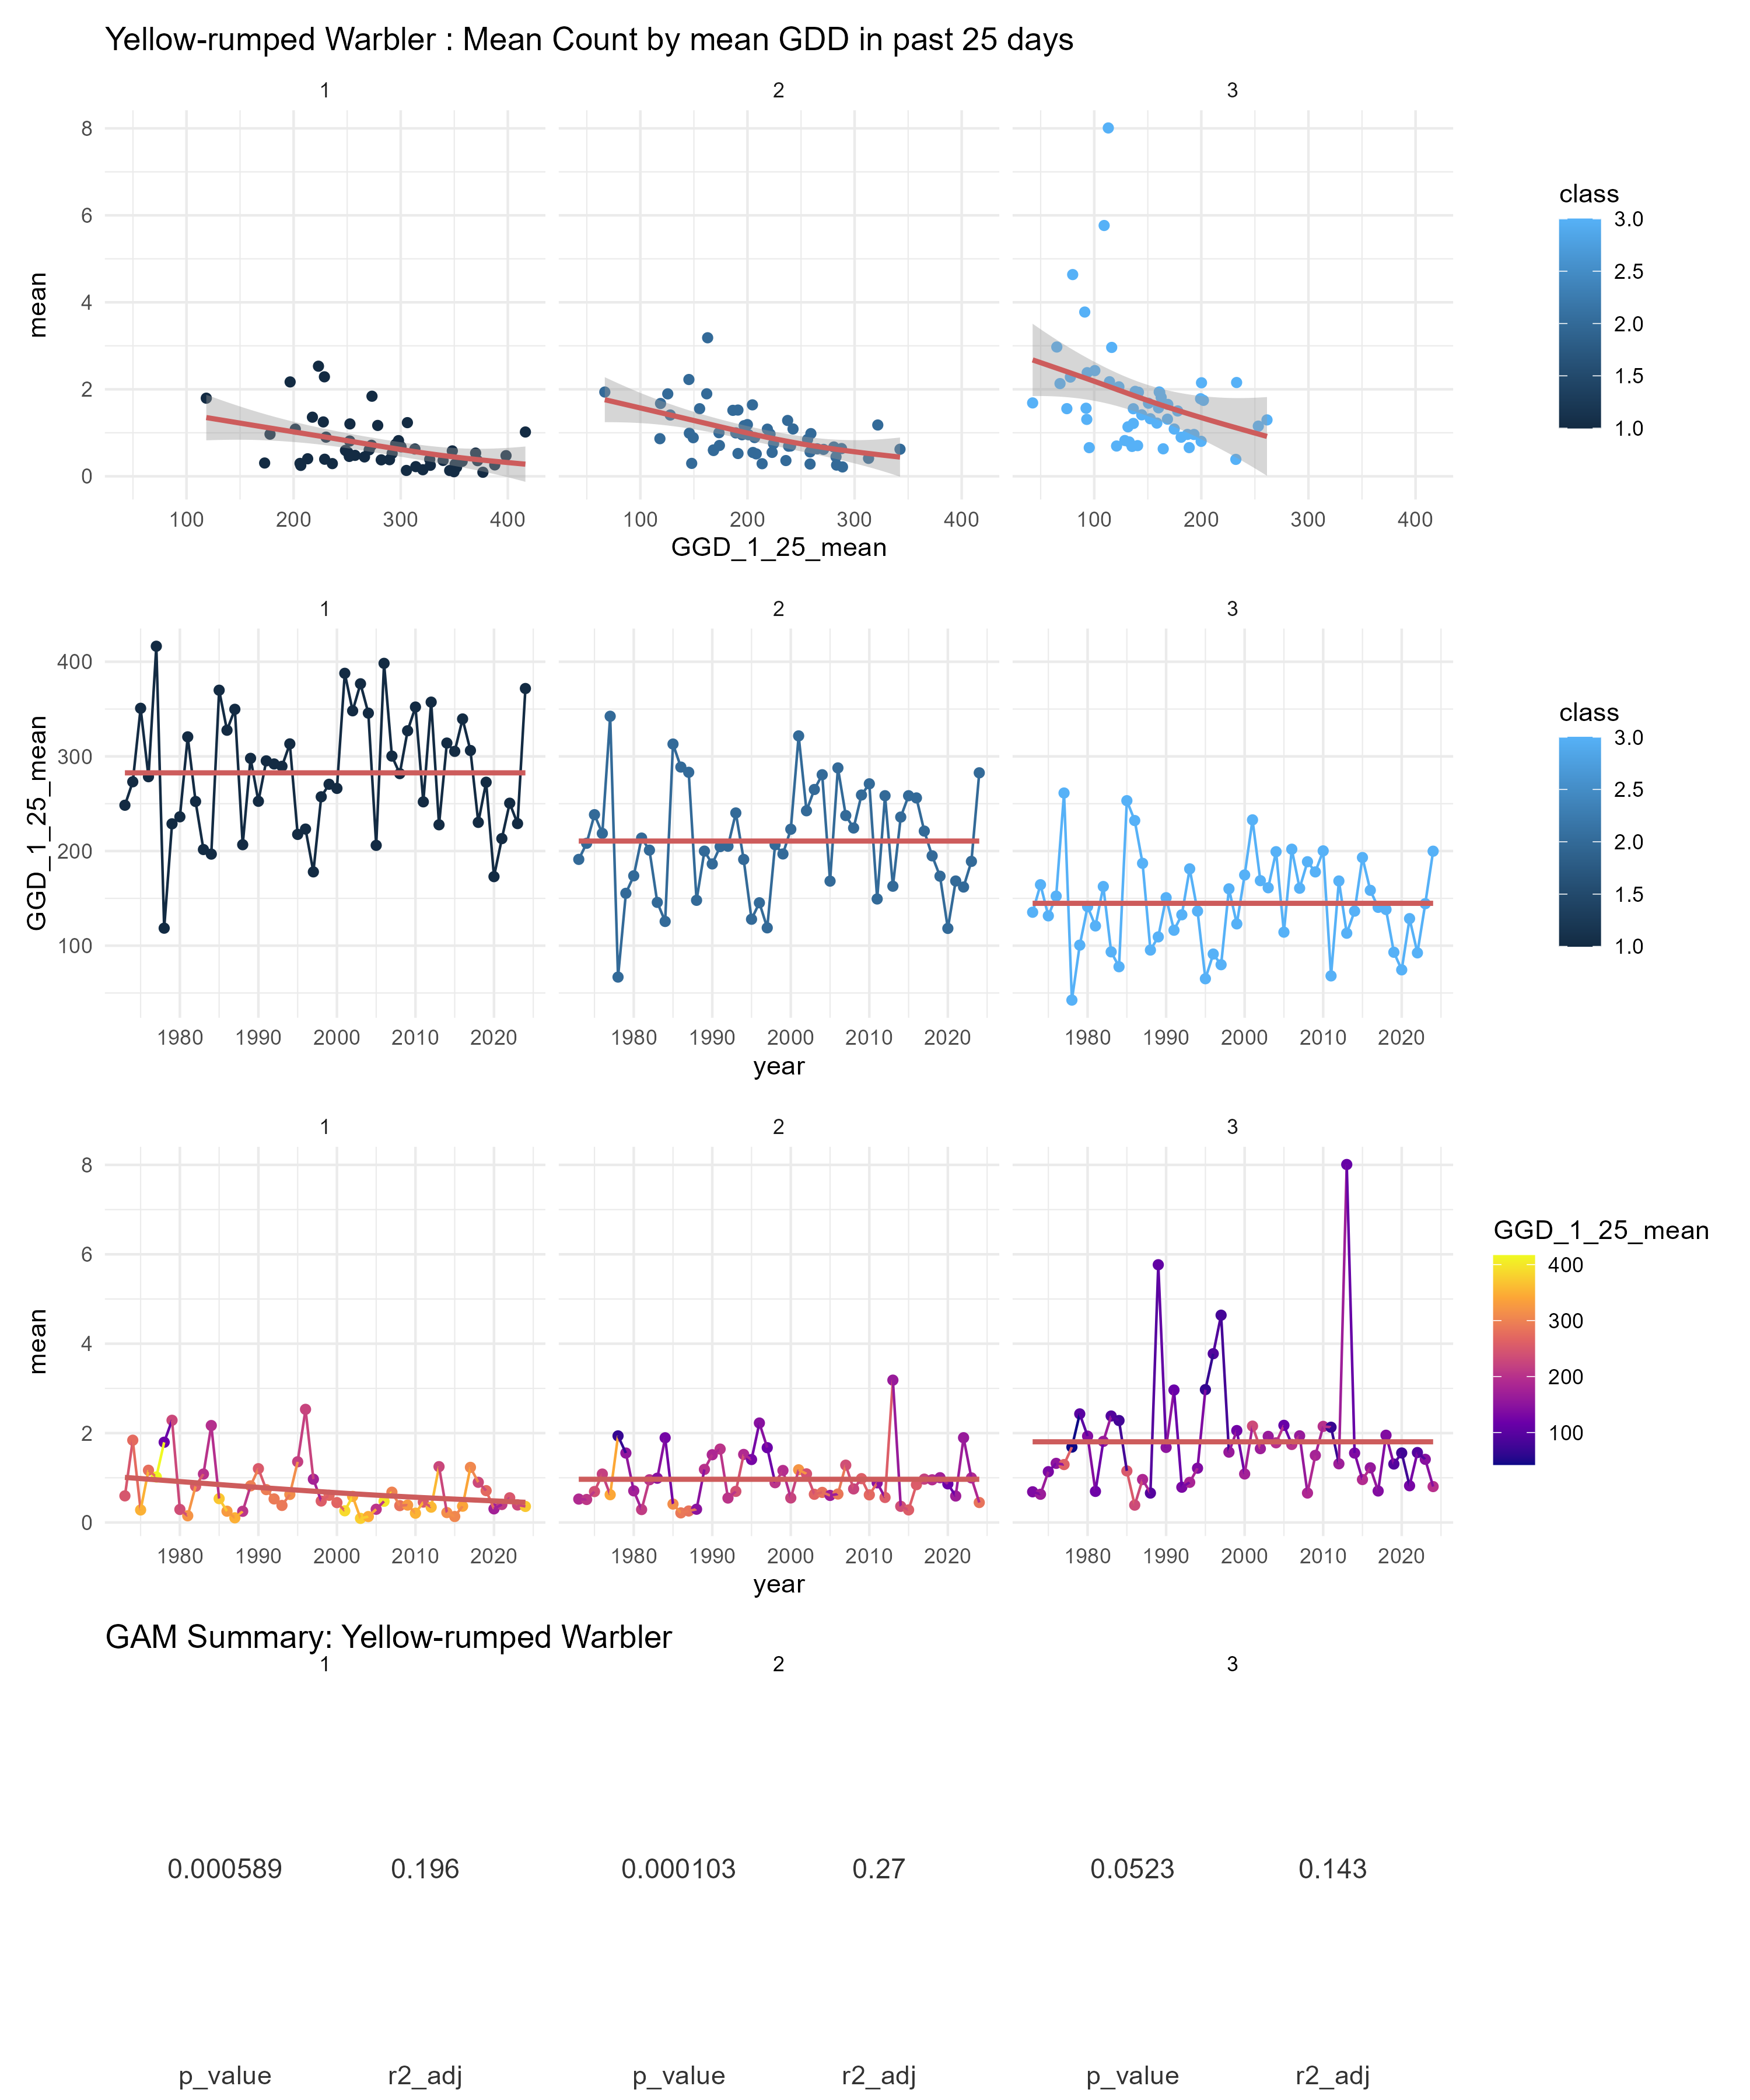 Yellow-rumped Warbler : Mean Count by mean GDD in past 25 days
1 2 3
8
6
4
2
0
mean
100 200 300 400 100 200 300 400 100 200 300 400
GGD_1_25_mean
class
3.0
2.5
2.0
1.5
1.0
1 2 3
400
300
200
100
GGD_1_25_mean
1980 1990 2000 2010 2020 1980 1990 2000 2010 2020 1980 1990 2000 2010 2020
year
class
3.0
2.5
2.0
1.5
1.0
1 2 3
8
6
4
2
0
mean
1980 1990 2000 2010 2020 1980 1990 2000 2010 2020 1980 1990 2000 2010 2020
year
GGD_1_25_mean
400
300
200
100
GAM Summary: Yellow-rumped Warbler
1 2 3
0.000589 0.196 0.000103 0.27 0.0523 0.143
p_value r2_adj p_value r2_adj p_value r2_adj